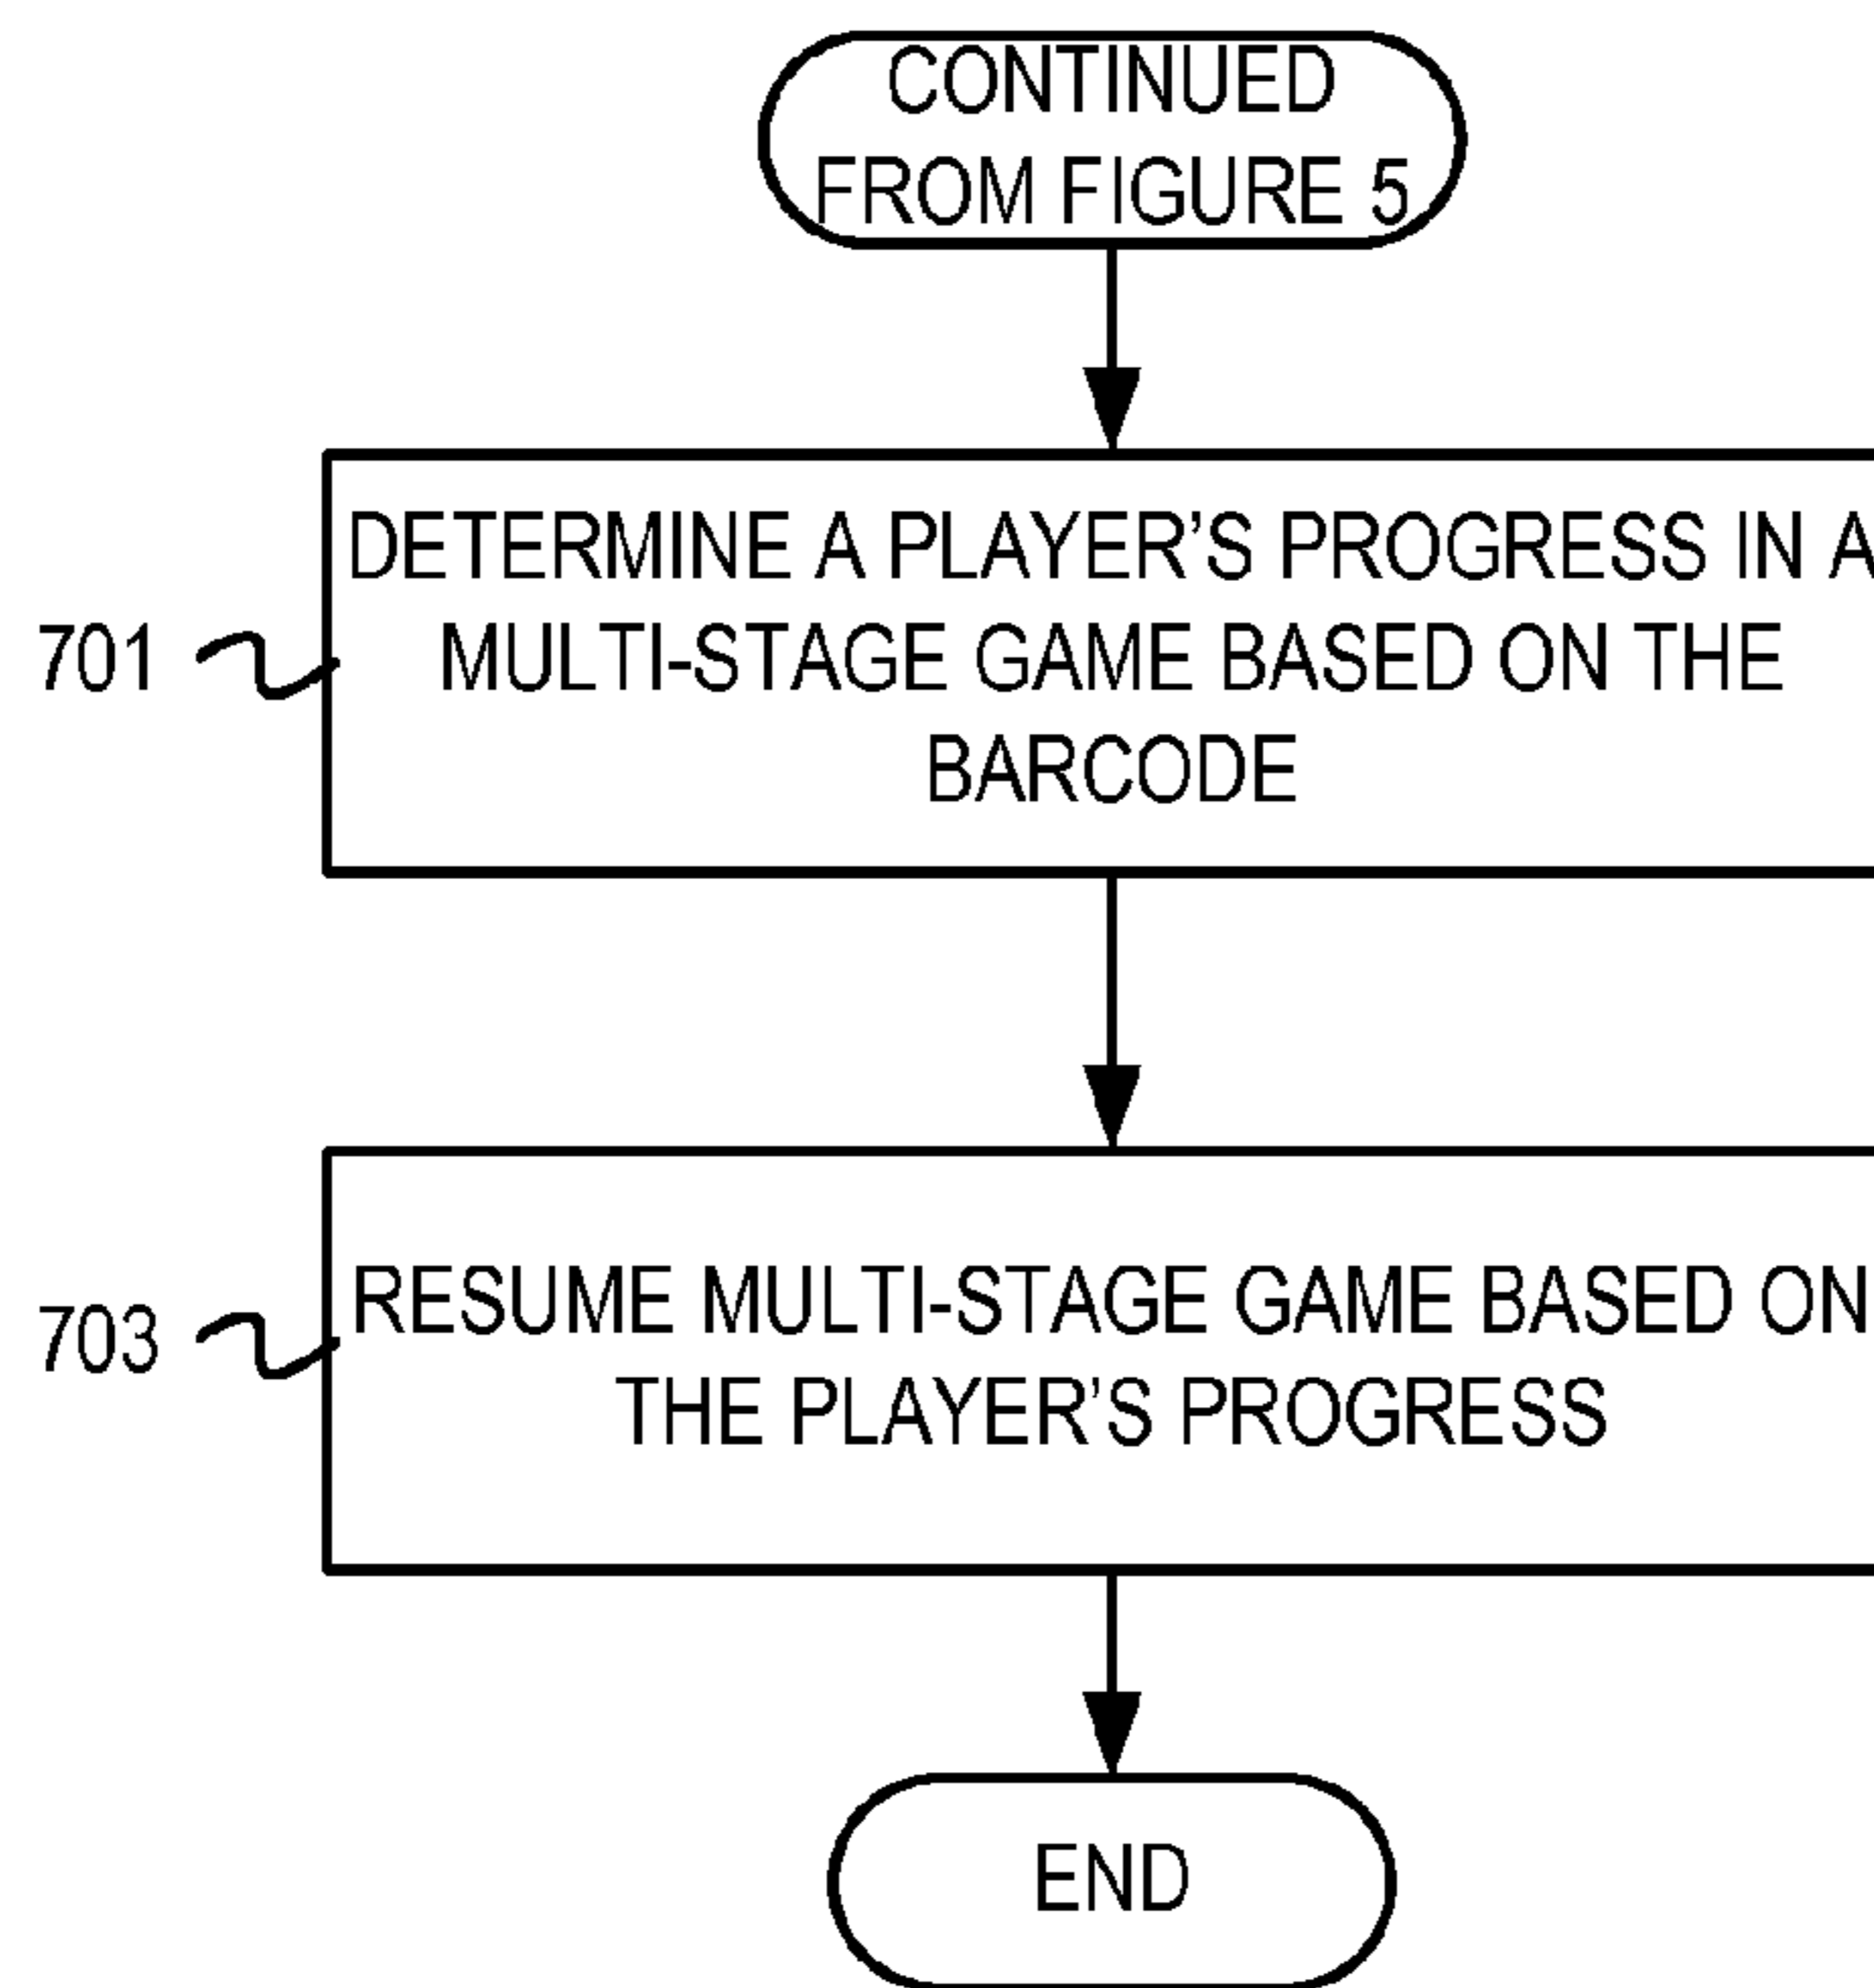 CONTINUED
FROM FIGURE 5
DETERMINE A PLAYER'S PROGRESS IN A
701
MULTI-STAGE GAME BASED ON THE
BARCODE
RESUME MULTI-STAGE GAME BASED ON
703
THE PLAYER'S PROGRESS
END